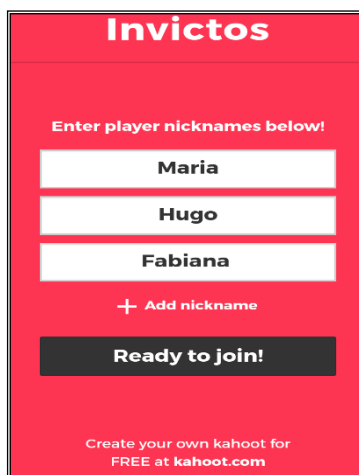 Invictos
Enter player nicknames below!
Maria
Hugo
Fabiana
+ Add nickname
Ready to join!
Create your own kahoot for
FREE at kahoot.com